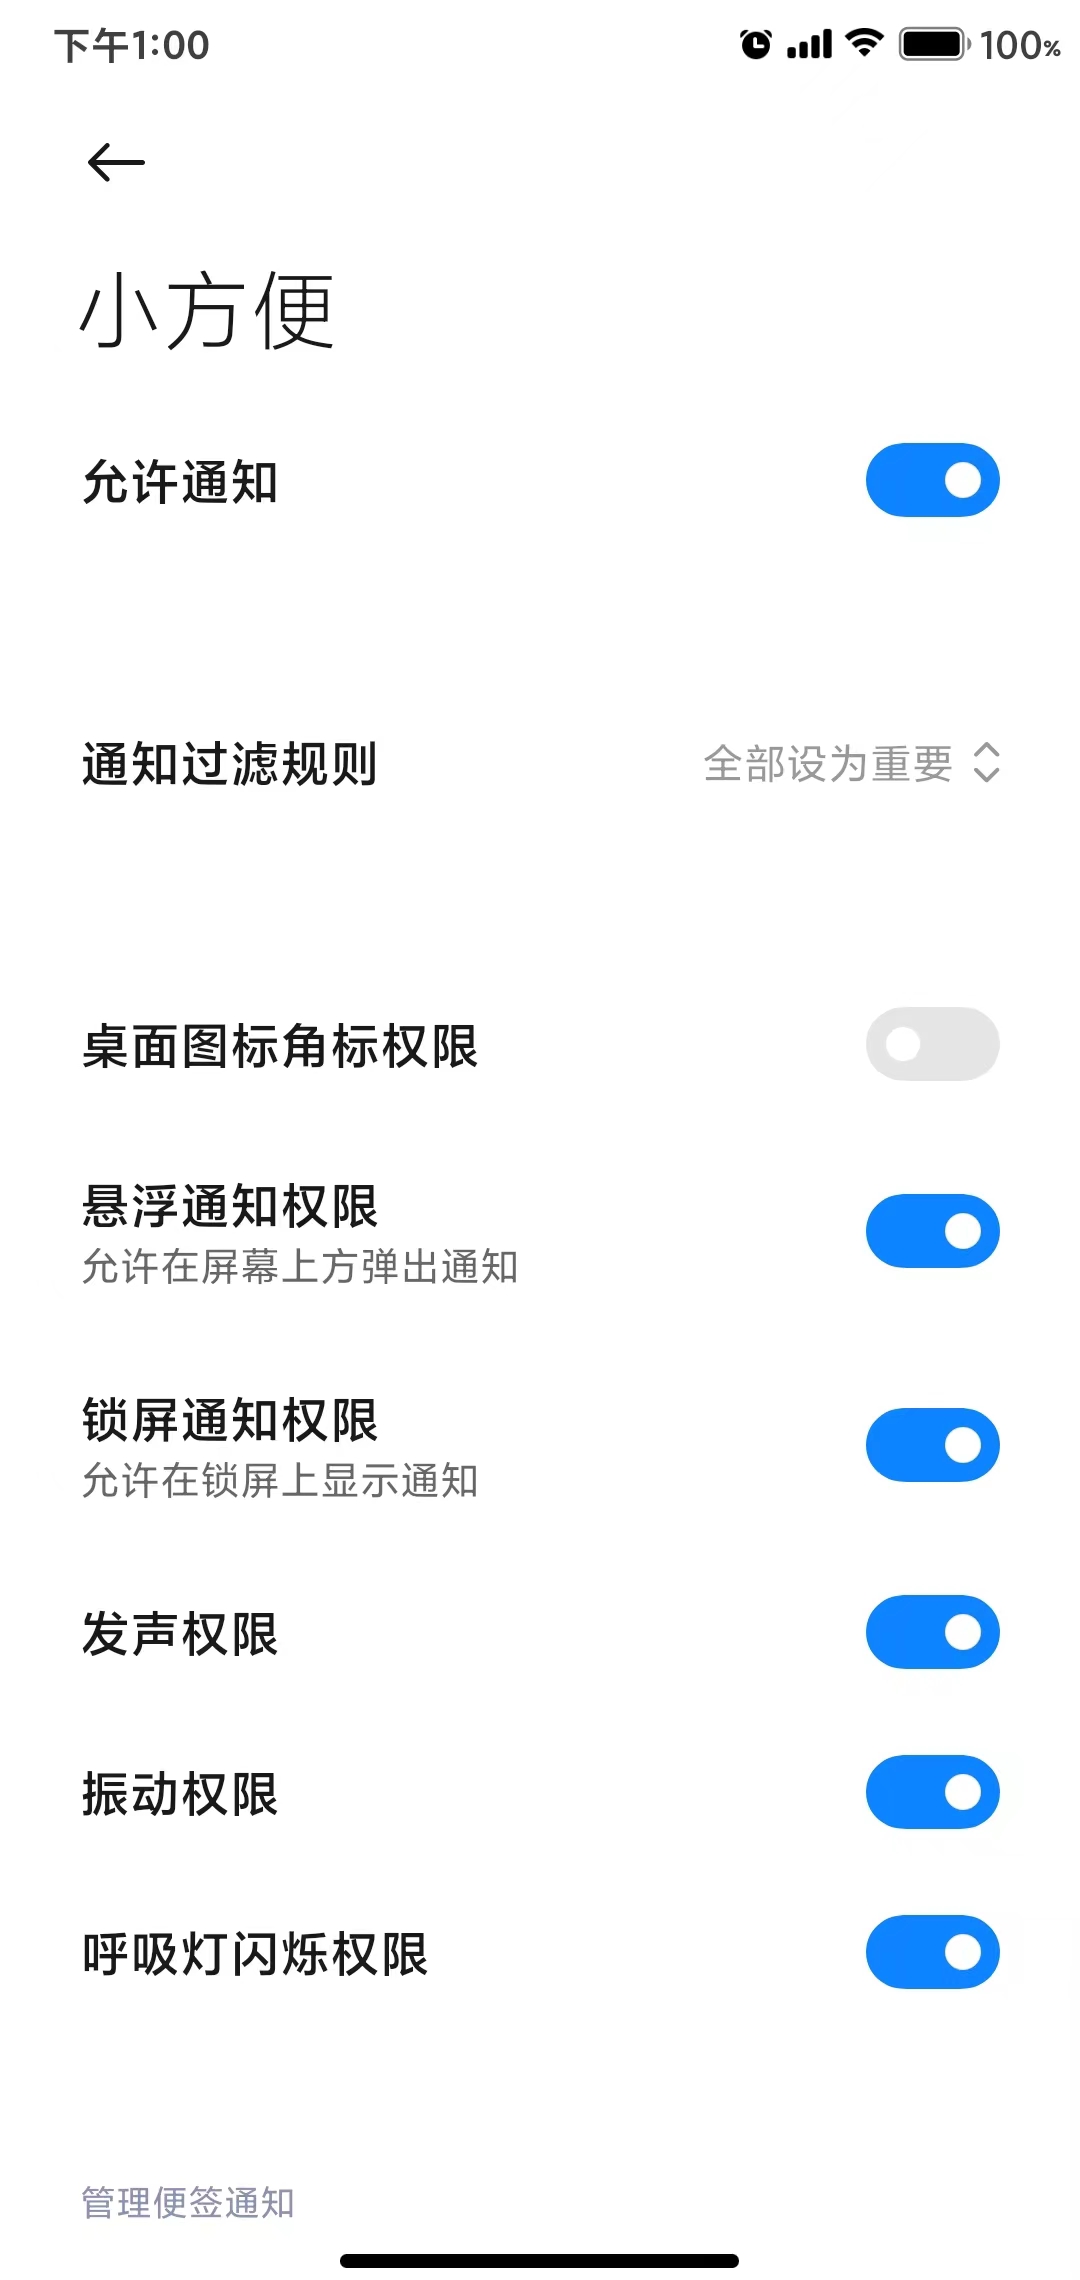 下午1:00
100%
小方便
允许通知
通知过滤规则
全部设为重要
桌面图标角标权限
悬浮通知权限
允许在屏幕上方弹出通知
锁屏通知权限
允许在锁屏上显示通知
发声权限
振动权限
呼吸灯闪烁权限
管理便签通知